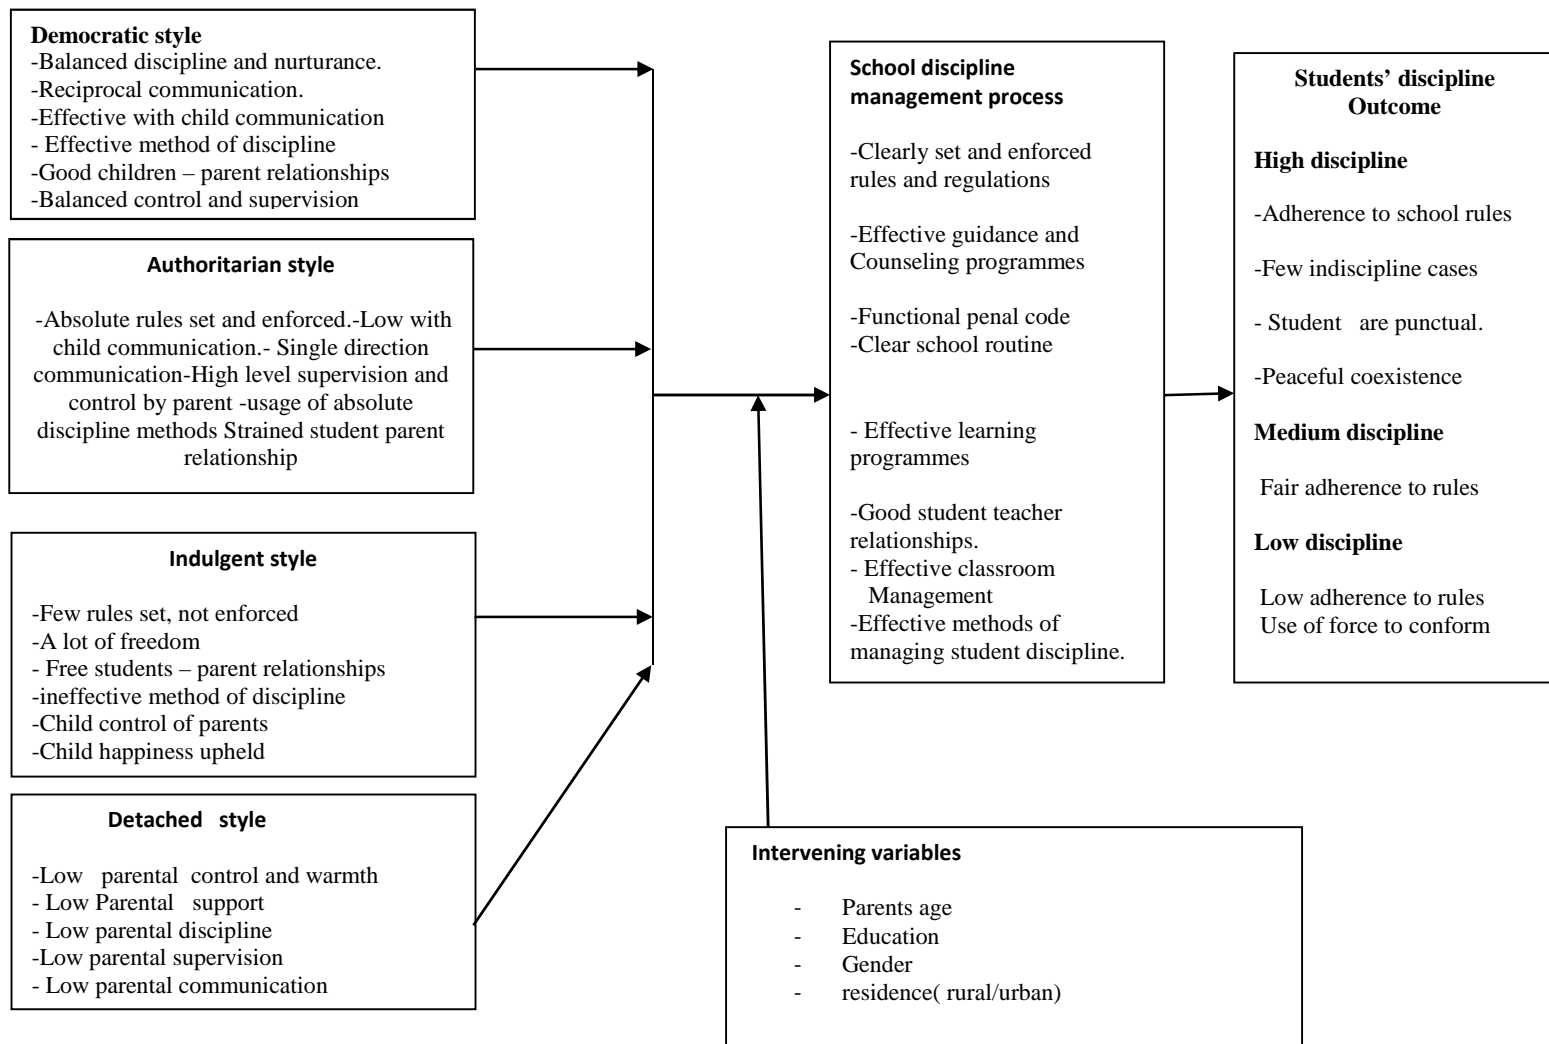 Democratic style
-Balanced discipline and nurturance.
-Reciprocal communication.
-Effective with child communication
- Effective method of discipline
-Good children – parent relationships
-Balanced control and supervision
Authoritarian style
-Absolute rules set and enforced.-Low with
child communication.- Single direction
communication-High level supervision and
control by parent -usage of absolute
discipline methods Strained student parent
relationship
Indulgent style
-Few rules set, not enforced
-A lot of freedom
- Free students – parent relationships
-ineffective method of discipline
-Child control of parents
-Child happiness upheld
Detached style
-Low parental control and warmth
- Low Parental support
- Low parental discipline
-Low parental supervision
- Low parental communication
School discipline
management process
-Clearly set and enforced
rules and regulations
-Effective guidance and
Counseling programmes
-Functional penal code
-Clear school routine
- Effective learning
programmes
-Good student teacher
relationships.
- Effective classroom
Management
-Effective methods of
managing student discipline.
Students’ discipline
Outcome
High discipline
-Adherence to school rules
-Few indiscipline cases
- Student are punctual.
-Peaceful coexistence
Medium discipline
Fair adherence to rules
Low discipline
Low adherence to rules
Use of force to conform
Intervening variables
- Parents age
- Education
- Gender
- residence( rural/urban)